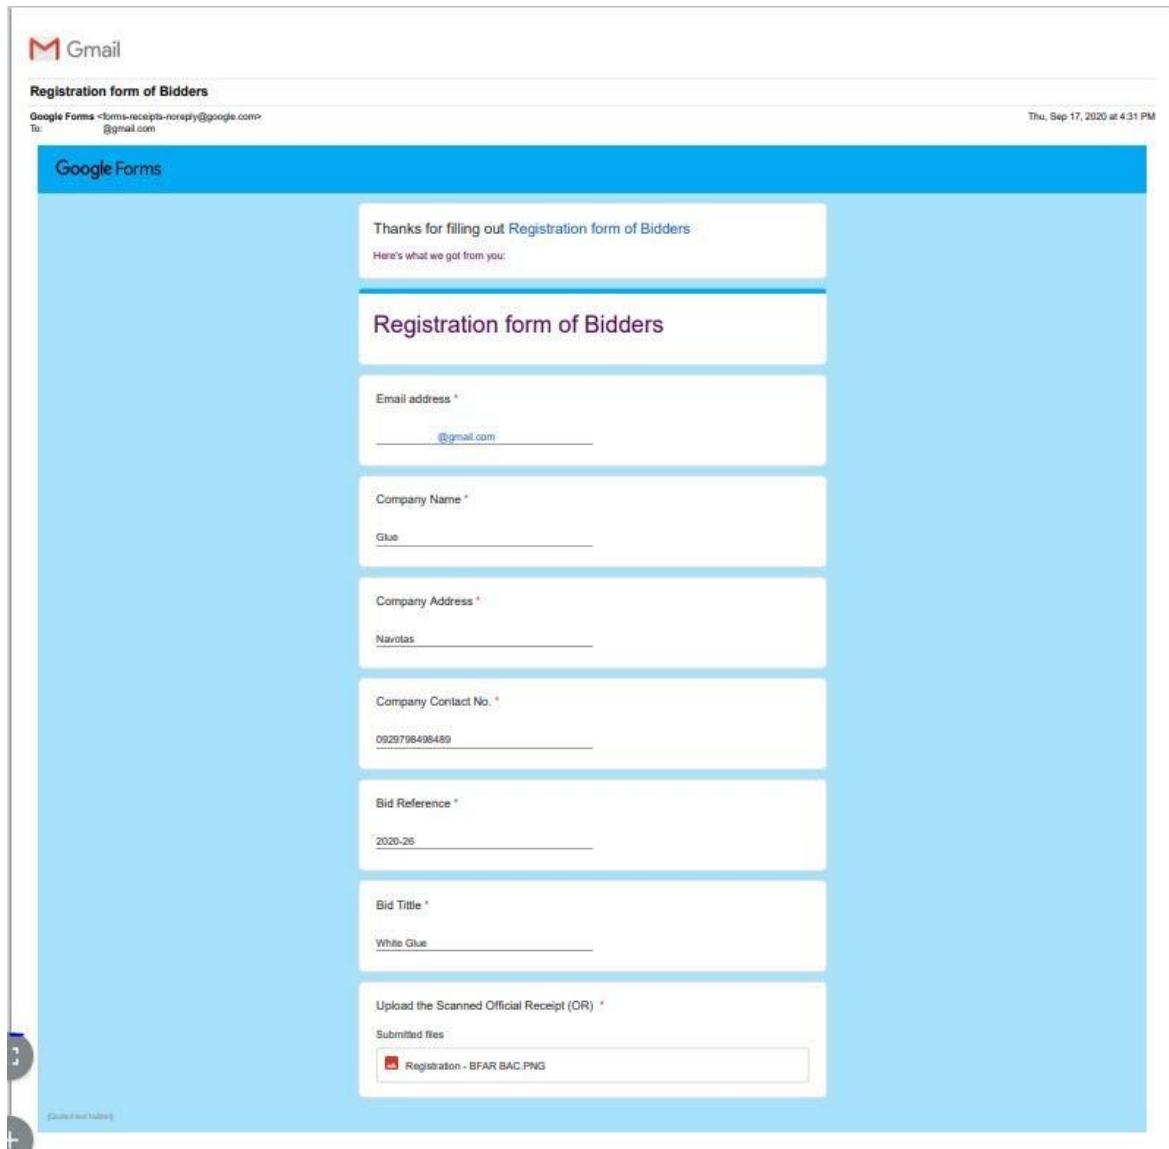 Gmail
Registration form of Bidders
Google Forms <forms-receipts-noreply@google.com>
Thu, Sep 17, 2020 at 4:31 PM
To: @gmail.com
Google Forms
Thanks for filling out Registration form of Bidders
Here's what we got from you:
Registration form of Bidders
Email address *
@gmail.com
Company Name *
Glue
Company Address *
Navotas
Company Contact No. *
0929798498489
Bid Reference *
2020-26
Bid Tittle *
White Glue
Upload the Scanned Official Receipt (OR) *
Submitted files
Registration - BFAR BAC.PNG
[Quoted text hidden]